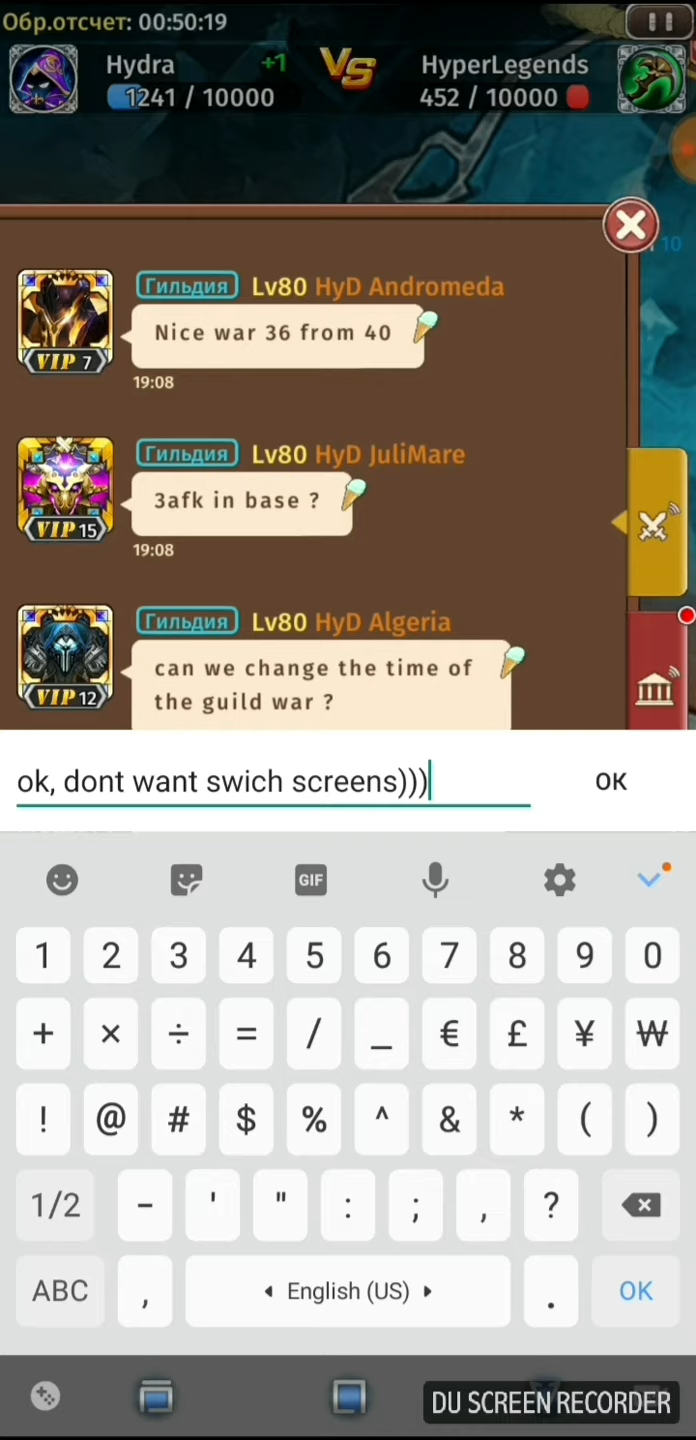 Обр.отсчет: 00:50:19
Hydra +1 VS HyperLegends
1241 / 10000 452 / 10000
10
Гильдия Lv80 HyD Andromeda
Nice war 36 from 40
VIP 7
19:08
Гильдия Lv80 HyD JuliMare
3afk in base ?
VIP 15
19:08
Гильдия Lv80 HyD Algeria
can we change the time of
the guild war ?
VIP 12
ok, dont want swich screens))) OK
GIF
1 2 3 4 5 6 7 8 9 0
+ × ÷ = / _ € £ ¥ ₩
! @ # $ % ^ & * ( )
1/2 - ' " : ; , ?
ABC , English (US) . OK
DU SCREEN RECORDER